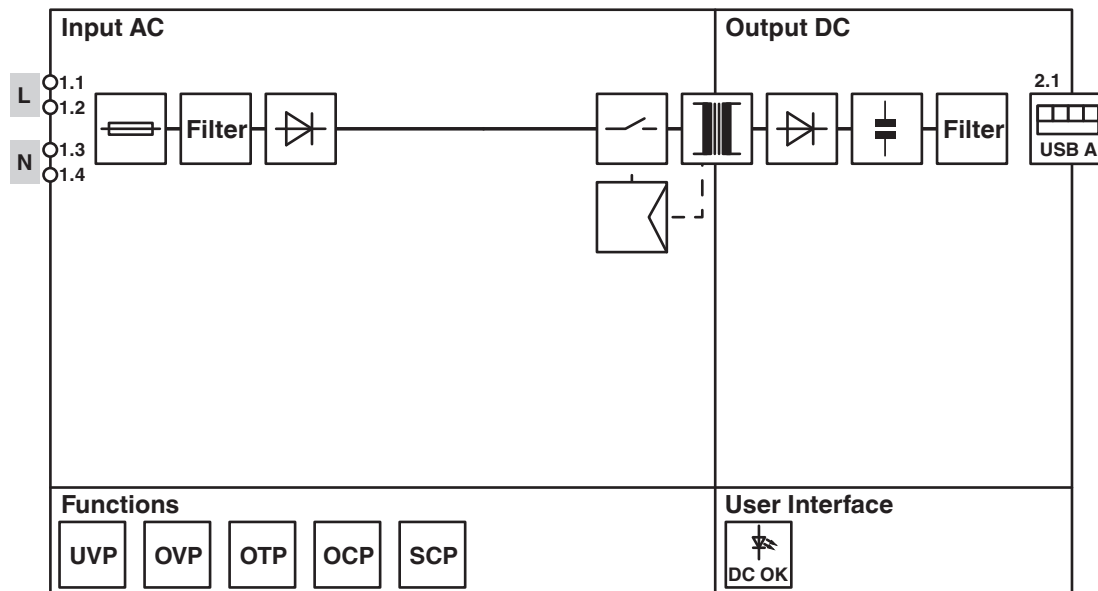 Input AC
Output DC
L
1.1
1.2
N
1.3
1.4
Filter
Filter
2.1
USB A
Functions
UVP
OVP
OTP
OCP
SCP
User Interface
DC OK